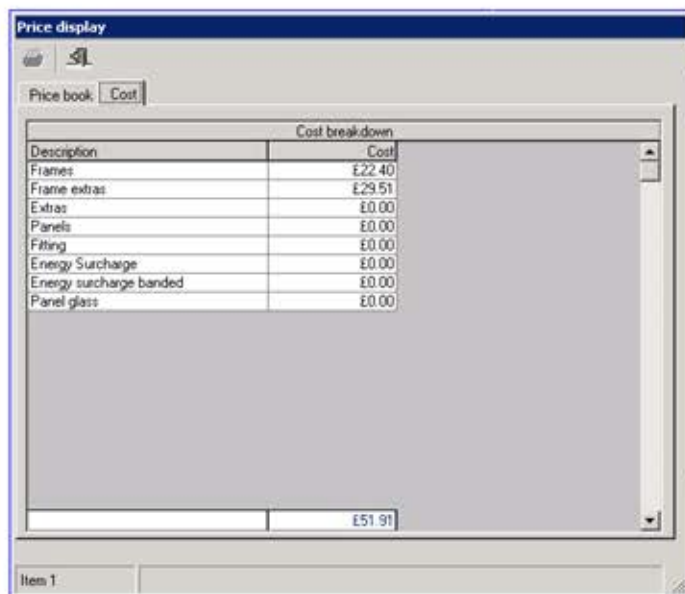 Price display
Price book Cost
Cost breakdown
Description Cost
Frames £22.40
Frame extras £29.51
Extras £0.00
Panels £0.00
Fitting £0.00
Energy Surcharge £0.00
Energy surcharge banded £0.00
Panel glass £0.00
£51.91
Item 1